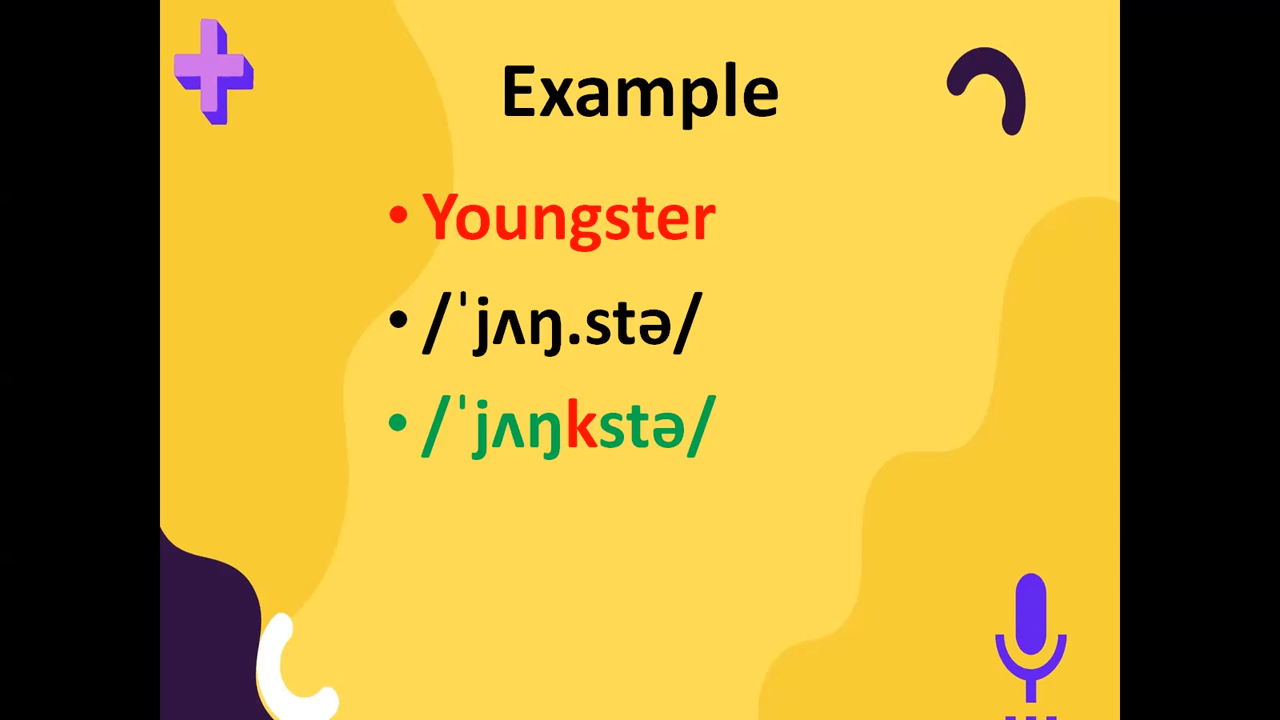 Example
• Youngster
• /ˈjʌŋ.stə/
• /ˈjʌŋkstə/